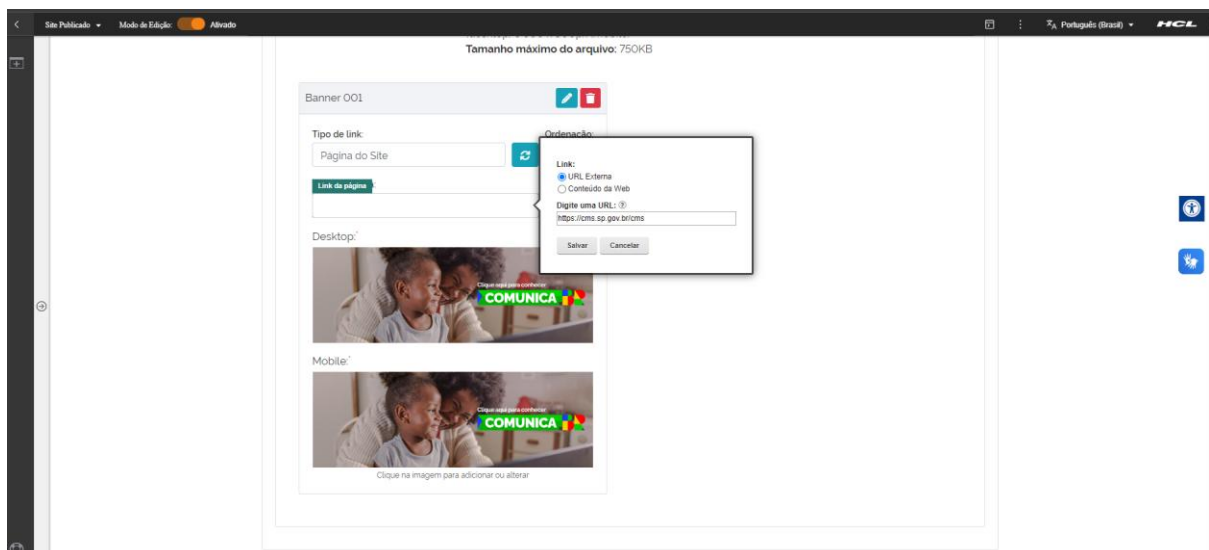 Site Publicado Modo de Edição: Ativado Português (Brasil) HCL
Tamanho máximo do arquivo: 750KB
Banner 001
Tipo de link: Ordenação:
Página do Site
Link da página
Link:
URL Externa
Conteúdo da Web
Digite uma URL:
https://cms.sp.gov.br/cms
Salvar Cancelar
Desktop:*
Clique aqui para conhecer
COMUNICA
Mobile:*
Clique aqui para conhecer
COMUNICA
Clique na imagem para adicionar ou alterar